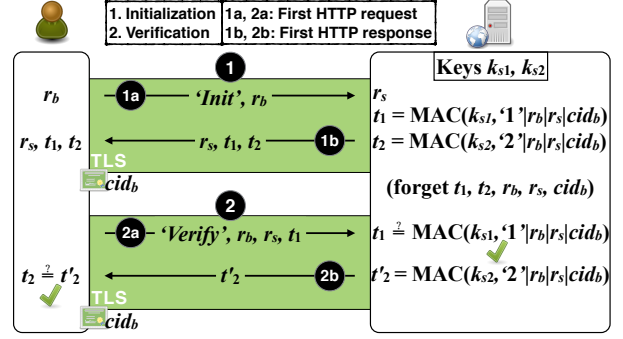 1. Initialization 1a, 2a: First HTTP request
2. Verification 1b, 2b: First HTTP response
1
Keys ks1, ks2
rb 1a ‘Init’, rb rs
t1 = MAC(ks1,‘1’|rb|rs|cidb)
rs, t1, t2 rs, t1, t2 1b t2 = MAC(ks2,‘2’|rb|rs|cidb)
TLS
cidb
(forget t1, t2, rb, rs, cidb)
2
2a ‘Verify’, rb, rs, t1 t1 ≟ MAC(ks1,‘1’|rb|rs|cidb)
t2 ≟ t'2 t'2 2b t'2 = MAC(ks2,‘2’|rb|rs|cidb)
TLS
cidb